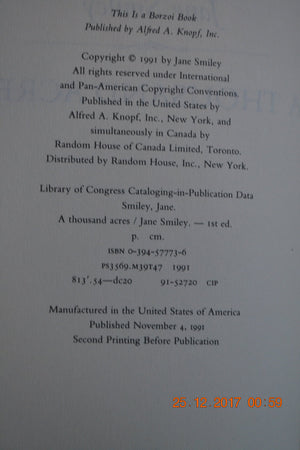 This Is a Borzoi Book
Published by Alfred A. Knopf, Inc.
Copyright © 1991 by Jane Smiley
All rights reserved under International
and Pan-American Copyright Conventions.
Published in the United States by
Alfred A. Knopf, Inc., New York, and
simultaneously in Canada by
Random House of Canada Limited, Toronto.
Distributed by Random House, Inc., New York.
Library of Congress Cataloging-in-Publication Data
Smiley, Jane.
A thousand acres / Jane Smiley. — 1st ed.
p. cm.
ISBN 0-394-57773-6
PS3569.M39T47 1991
813'.54—dc20 91-52720 CIP
Manufactured in the United States of America
Published November 4, 1991
Second Printing Before Publication